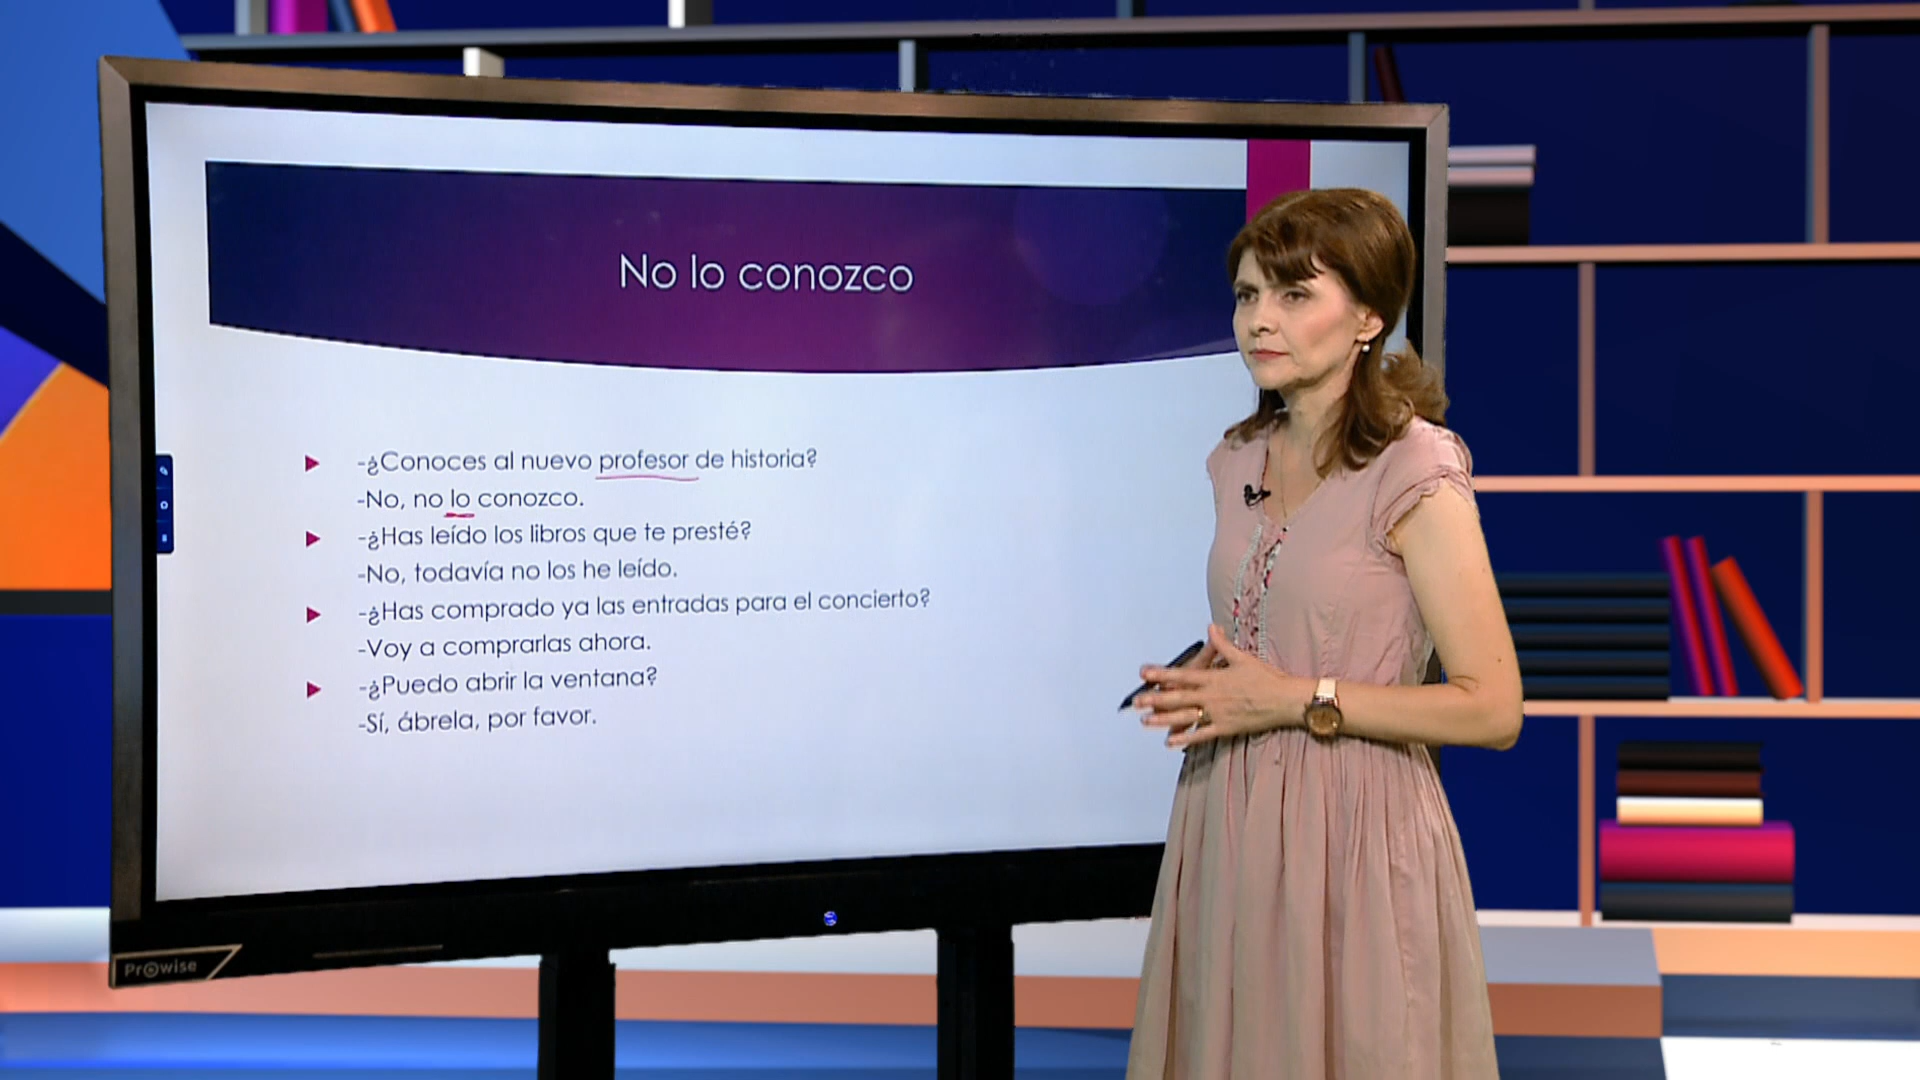 No lo conozco
-¿Conoces al nuevo profesor de historia?
-No, no lo conozco.
-¿Has leído los libros que te presté?
-No, todavía no los he leído.
-¿Has comprado ya las entradas para el concierto?
-Voy a comprarlas ahora.
-¿Puedo abrir la ventana?
-Sí, ábrela, por favor.
Prowise